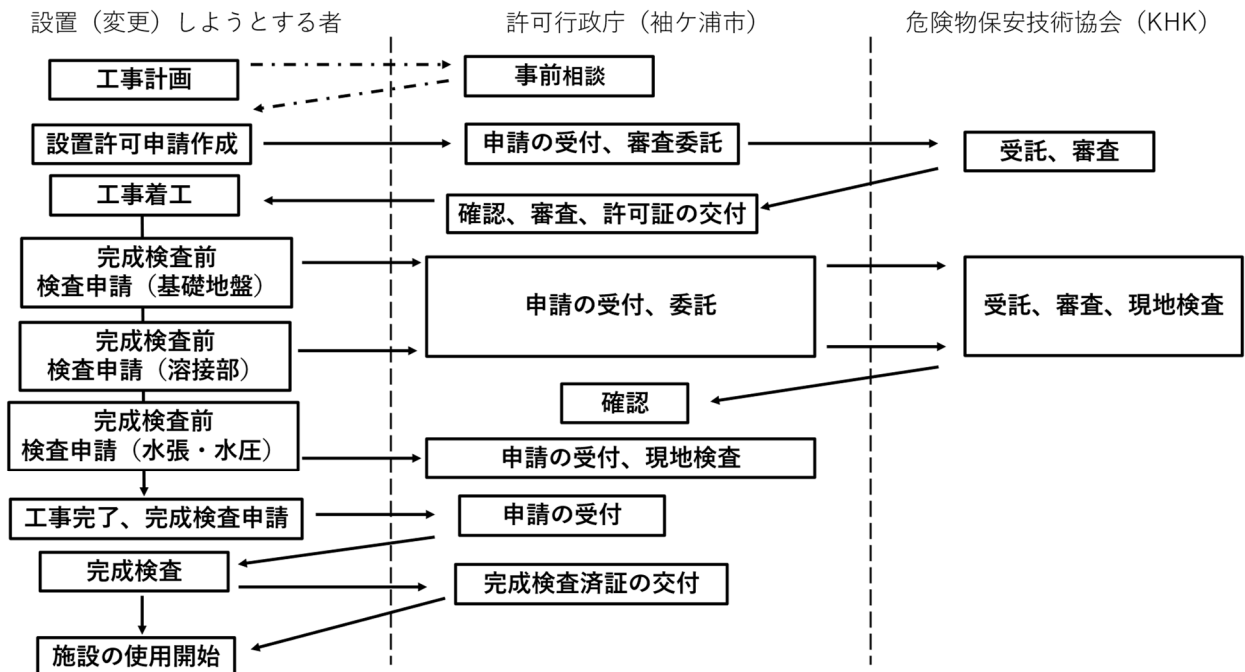 設置（変更）しようとする者
許可行政庁（袖ケ浦市）
危険物保安技術協会（KHK）
工事計画
事前相談
設置許可申請作成
申請の受付、審査委託
受託、審査
工事着工
確認、審査、許可証の交付
完成検査前
検査申請（基礎地盤）
申請の受付、委託
受託、審査、現地検査
完成検査前
検査申請（溶接部）
確認
完成検査前
検査申請（水張・水圧）
申請の受付、現地検査
工事完了、完成検査申請
申請の受付
完成検査
完成検査済証の交付
施設の使用開始